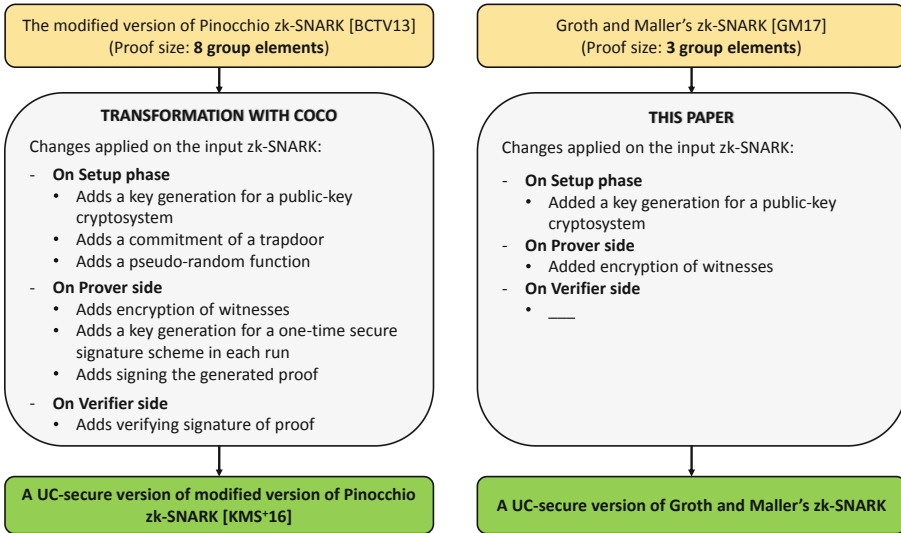 The modified version of Pinocchio zk-SNARK [BCTV13]
(Proof size: 8 group elements)
TRANSFORMATION WITH COCO
Changes applied on the input zk-SNARK:
- On Setup phase
• Adds a key generation for a public-key
cryptosystem
• Adds a commitment of a trapdoor
• Adds a pseudo-random function
- On Prover side
• Adds encryption of witnesses
• Adds a key generation for a one-time secure
signature scheme in each run
• Adds signing the generated proof
- On Verifier side
• Adds verifying signature of proof
A UC-secure version of modified version of Pinocchio
zk-SNARK [KMS+16]
Groth and Maller's zk-SNARK [GM17]
(Proof size: 3 group elements)
THIS PAPER
Changes applied on the input zk-SNARK:
- On Setup phase
• Added a key generation for a public-key
cryptosystem
- On Prover side
• Added encryption of witnesses
- On Verifier side
• ___
A UC-secure version of Groth and Maller's zk-SNARK